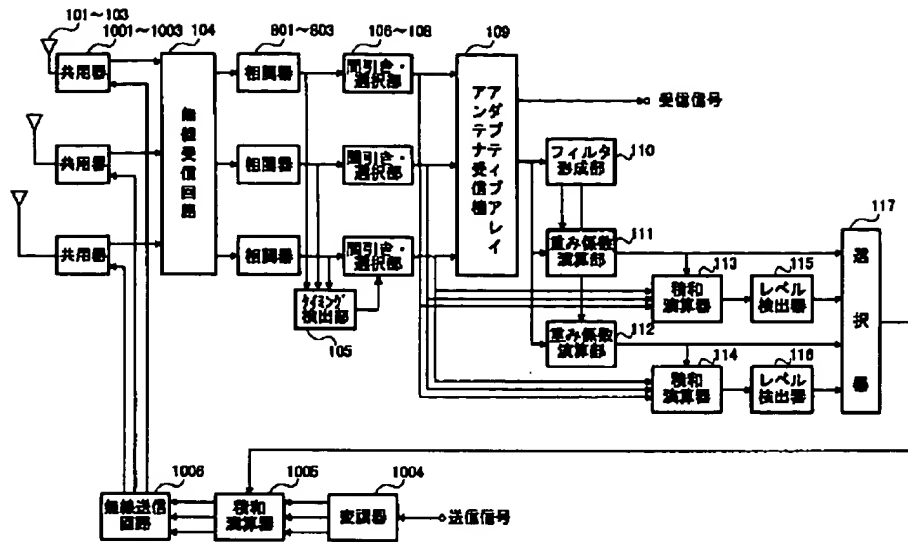 101~103
1001~1003
104
801~803
106~108
109
共用器
無線受信回路
相関器
間引き・
選択部
アダプティブアレイ
アンテナ受信機
受信信号
共用器
相関器
間引き・
選択部
フィルタ
形成部
110
共用器
相関器
間引き・
選択部
重み係数
演算部
111
117
選択器
タイミング
検出部
105
113
積和
演算器
115
レベル
検出器
重み係数
演算部
112
114
積和
演算器
116
レベル
検出器
1006
無線送信
回路
1005
積和
演算器
1004
変調器
送信信号